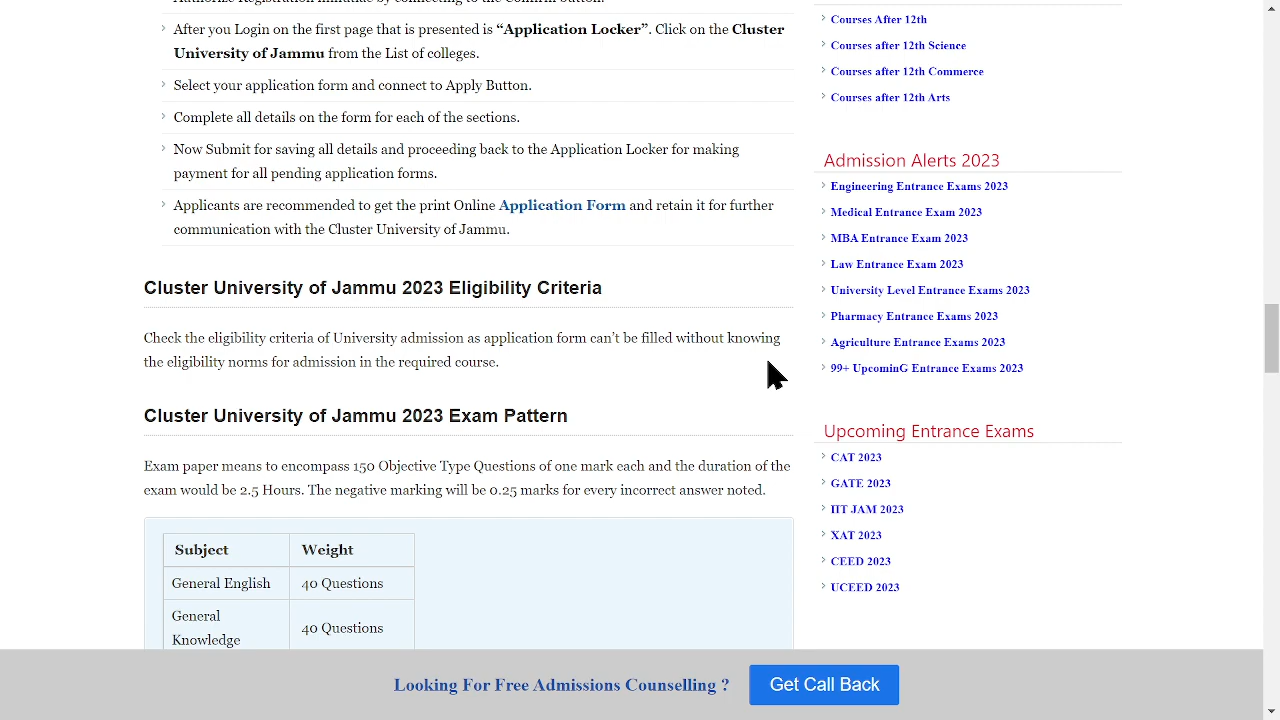 After you Login on the first page that is presented is “Application Locker”. Click on the Cluster
University of Jammu from the List of colleges.
Select your application form and connect to Apply Button.
Complete all details on the form for each of the sections.
Now Submit for saving all details and proceeding back to the Application Locker for making
payment for all pending application forms.
Applicants are recommended to get the print Online Application Form and retain it for further
communication with the Cluster University of Jammu.
Cluster University of Jammu 2023 Eligibility Criteria
Check the eligibility criteria of University admission as application form can’t be filled without knowing
the eligibility norms for admission in the required course.
Cluster University of Jammu 2023 Exam Pattern
Exam paper means to encompass 150 Objective Type Questions of one mark each and the duration of the
exam would be 2.5 Hours. The negative marking will be 0.25 marks for every incorrect answer noted.
Subject Weight
General English 40 Questions
General
Knowledge 40 Questions
Courses After 12th
Courses after 12th Science
Courses after 12th Commerce
Courses after 12th Arts
Admission Alerts 2023
Engineering Entrance Exams 2023
Medical Entrance Exam 2023
MBA Entrance Exam 2023
Law Entrance Exam 2023
University Level Entrance Exams 2023
Pharmacy Entrance Exams 2023
Agriculture Entrance Exams 2023
99+ UpcominG Entrance Exams 2023
Upcoming Entrance Exams
CAT 2023
GATE 2023
IIT JAM 2023
XAT 2023
CEED 2023
UCEED 2023
Looking For Free Admissions Counselling ? Get Call Back